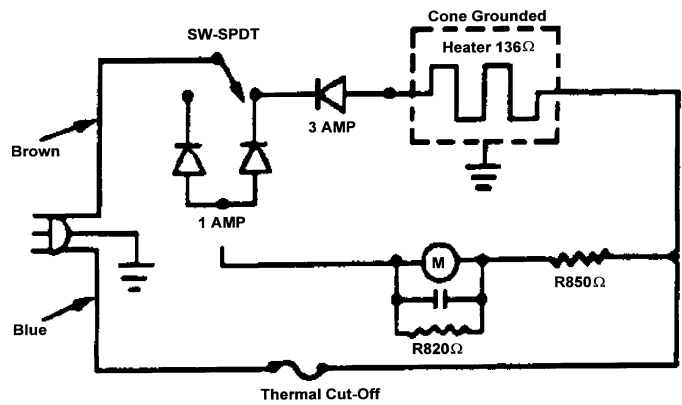 Cone Grounded
SW-SPDT
Heater 136Ω
3 AMP
Brown
1 AMP
M
R850Ω
Blue
R820Ω
Thermal Cut-Off